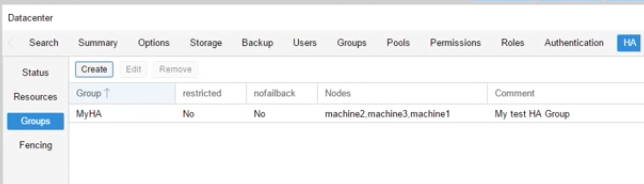 Datacenter
Search Summary Options Storage Backup Users Groups Pools Permissions Roles Authentication HA
Status
Create Edit Remove
Resources
Group ↑ restricted nofailback Nodes Comment
Groups
MyHA No No machine2,machine3,machine1 My test HA Group
Fencing